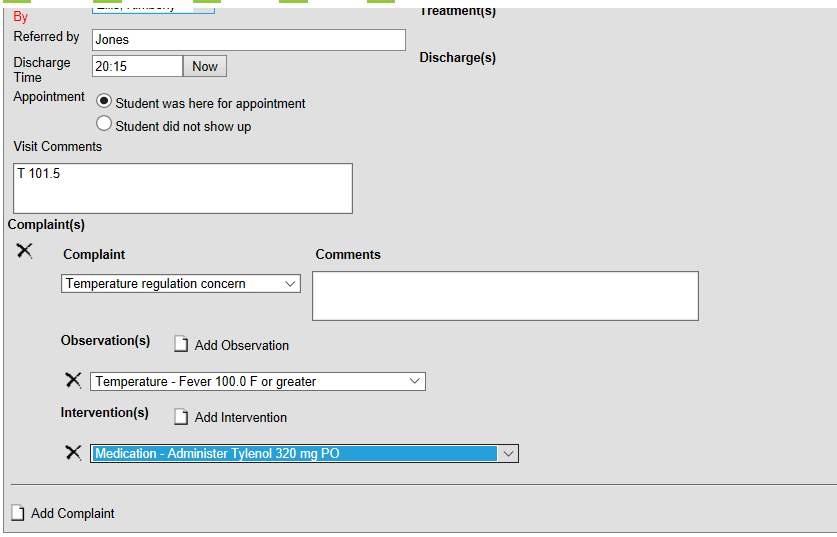 By
Treatment(s)
Referred by
Jones
Discharge(s)
Discharge
Time
20:15
Now
Appointment
Student was here for appointment
Student did not show up
Visit Comments
T 101.5
Complaint(s)
Complaint
Comments
Temperature regulation concern
Observation(s)
Add Observation
Temperature - Fever 100.0 F or greater
Intervention(s)
Add Intervention
Medication - Administer Tylenol 320 mg PO
Add Complaint